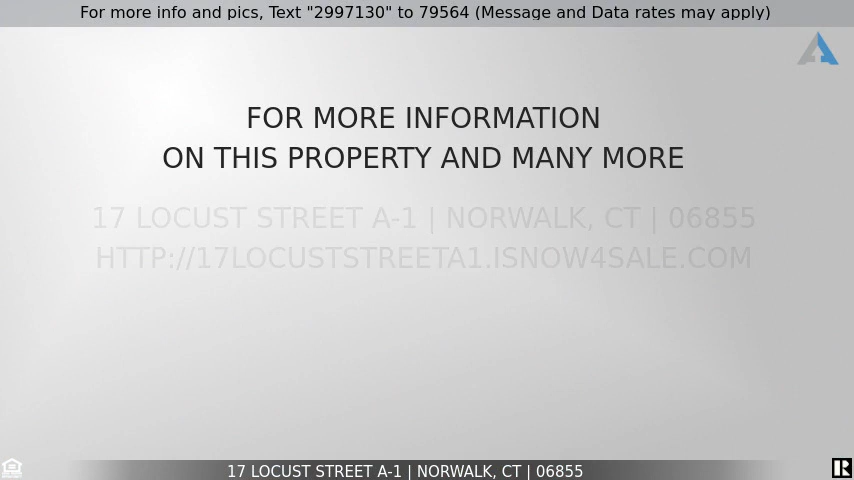 For more info and pics, Text "2997130" to 79564 (Message and Data rates may apply)
FOR MORE INFORMATION
ON THIS PROPERTY AND MANY MORE
17 LOCUST STREET A-1 | NORWALK, CT | 06855
HTTP://17LOCUSTSTREETA1.ISNOW4SALE.COM
17 LOCUST STREET A-1 | NORWALK, CT | 06855